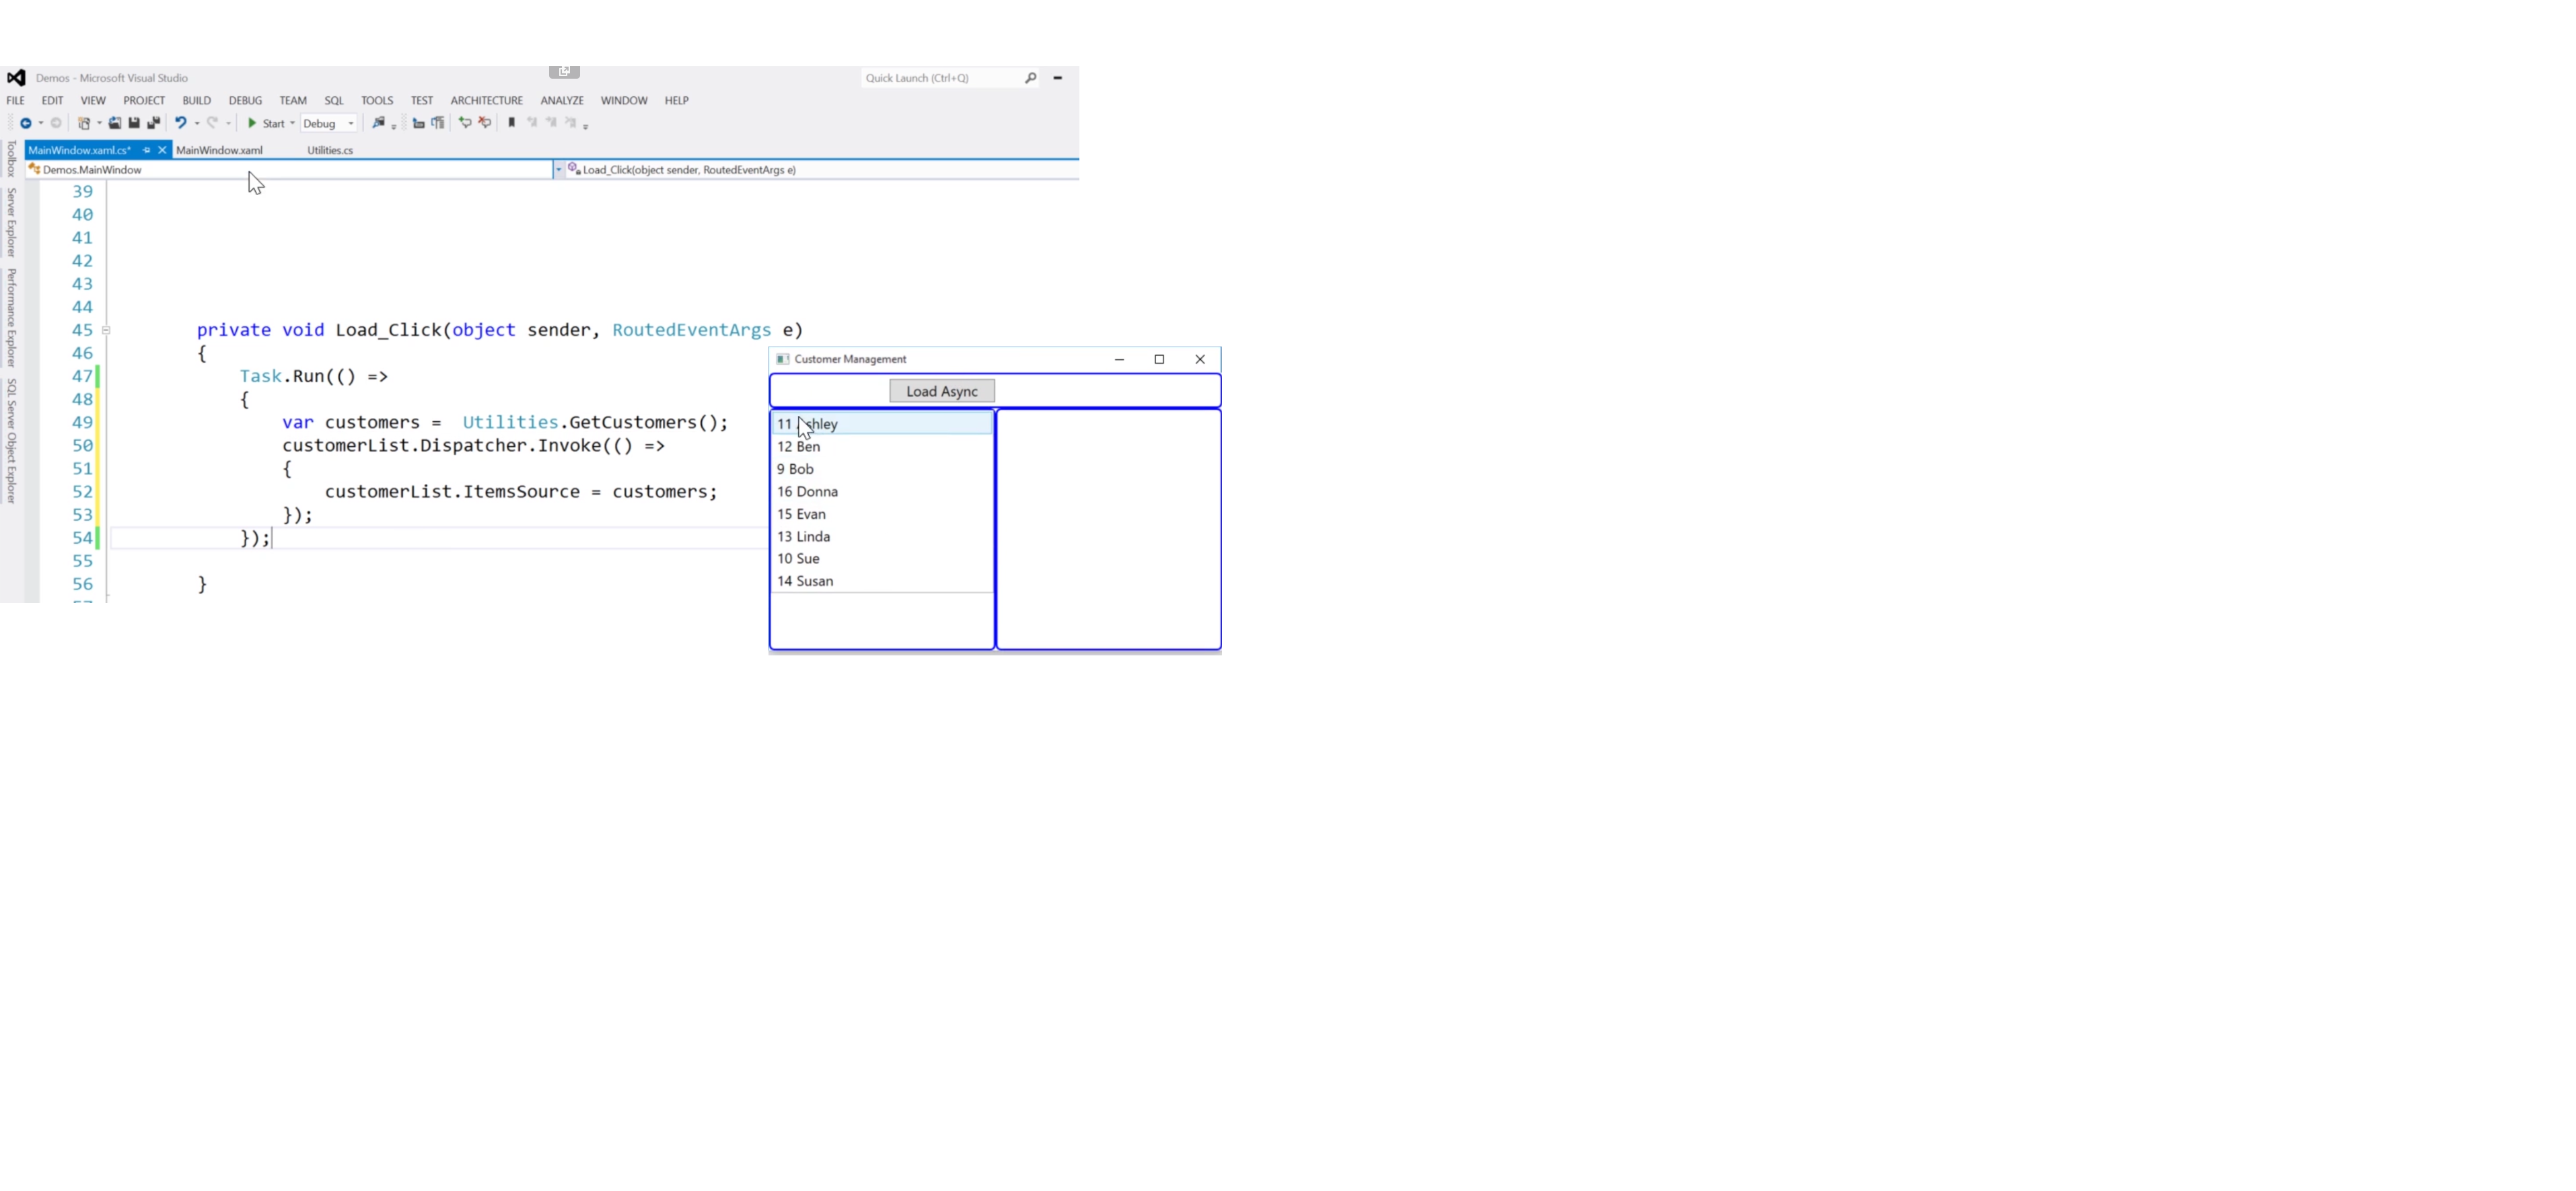 Demos - Microsoft Visual Studio
Quick Launch (Ctrl+Q)
FILE EDIT VIEW PROJECT BUILD DEBUG TEAM SQL TOOLS TEST ARCHITECTURE ANALYZE WINDOW HELP
Start Debug
MainWindow.xaml.cs* MainWindow.xaml Utilities.cs
Demos.MainWindow Load_Click(object sender, RoutedEventArgs e)
Toolbox
Server Explorer
Performance Explorer
SQL Server Object Explorer
39
40
41
42
43
44
45 private void Load_Click(object sender, RoutedEventArgs e)
46 {
47 Task.Run(() =>
48 {
49 var customers = Utilities.GetCustomers();
50 customerList.Dispatcher.Invoke(() =>
51 {
52 customerList.ItemsSource = customers;
53 });
54 });
55
56 }
Customer Management
Load Async
11 Ashley
12 Ben
9 Bob
16 Donna
15 Evan
13 Linda
10 Sue
14 Susan